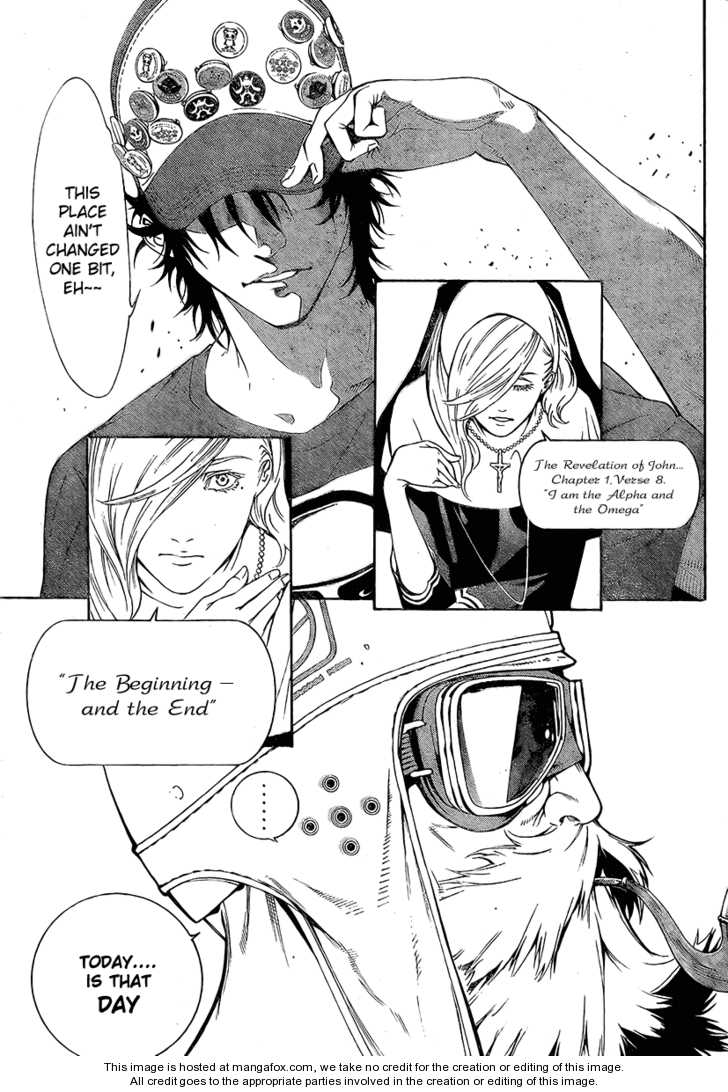 THIS
PLACE
AIN'T
CHANGED
ONE BIT,
EH~~
The Revelation of John...
Chapter 1, Verse 8.
"I am the Alpha and
the Omega"
"The Beginning –
and the End"
......
TODAY....
IS THAT
DAY
This image is hosted at mangafox.com, we take no credit for the creation or editing of this image.
All credit goes to the appropriate parties involved in the creation or editing of this image.